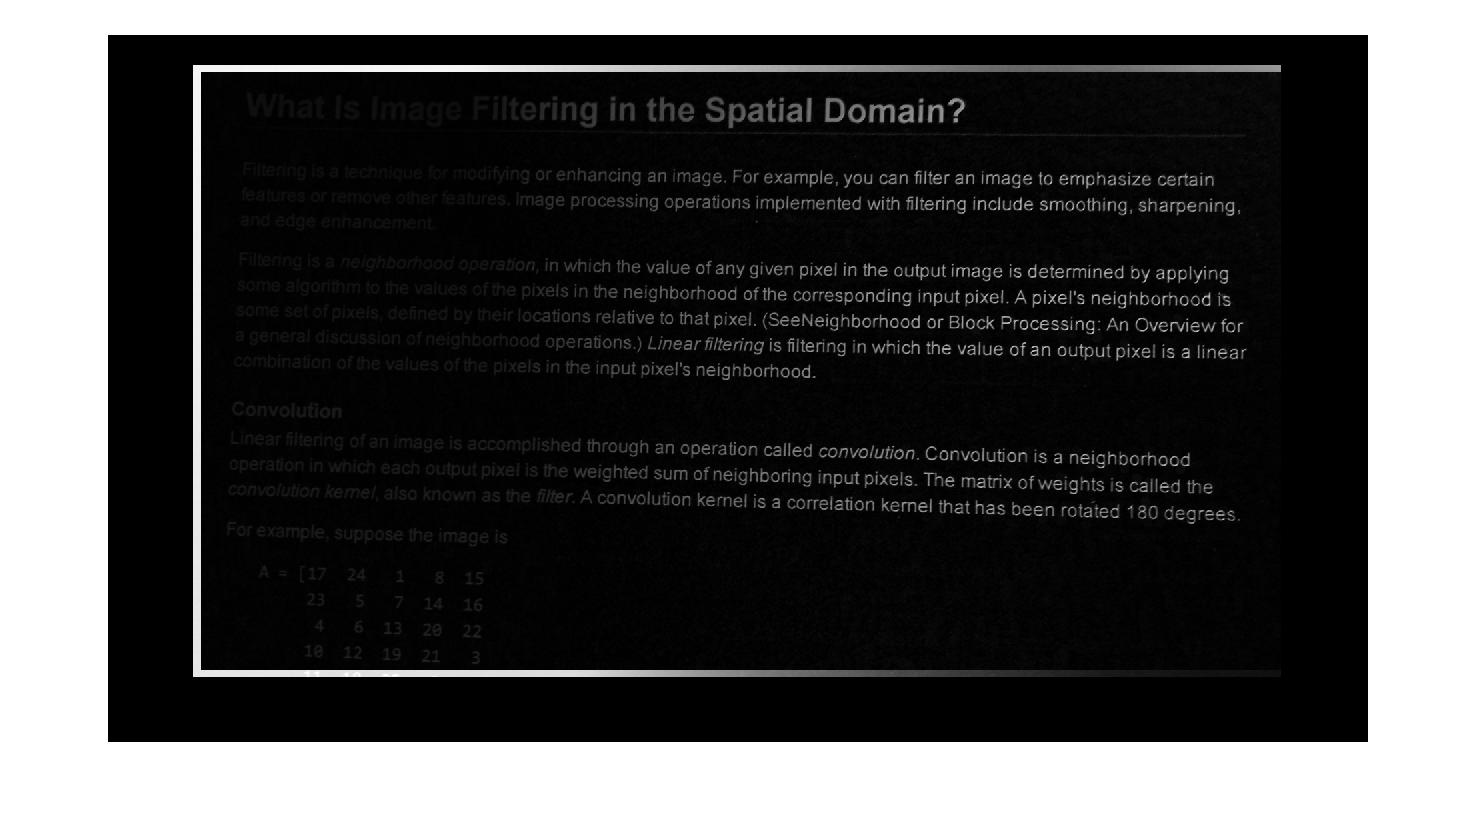 What Is Image Filtering in the Spatial Domain?
Filtering is a technique for modifying or enhancing an image. For example, you can filter an image to emphasize certain
features or remove other features. Image processing operations implemented with filtering include smoothing, sharpening,
and edge enhancement.
Filtering is a neighborhood operation, in which the value of any given pixel in the output image is determined by applying
some algorithm to the values of the pixels in the neighborhood of the corresponding input pixel. A pixel's neighborhood is
some set of pixels, defined by their locations relative to that pixel. (SeeNeighborhood or Block Processing: An Overview for
a general discussion of neighborhood operations.) Linear filtering is filtering in which the value of an output pixel is a linear
combination of the values of the pixels in the input pixel's neighborhood.
Convolution
Linear filtering of an image is accomplished through an operation called convolution. Convolution is a neighborhood
operation in which each output pixel is the weighted sum of neighboring input pixels. The matrix of weights is called the
convolution kernel, also known as the filter. A convolution kernel is a correlation kernel that has been rotated 180 degrees.
For example, suppose the image is
A = [17 24 1 8 15
23 5 7 14 16
4 6 13 20 22
10 12 19 21 3